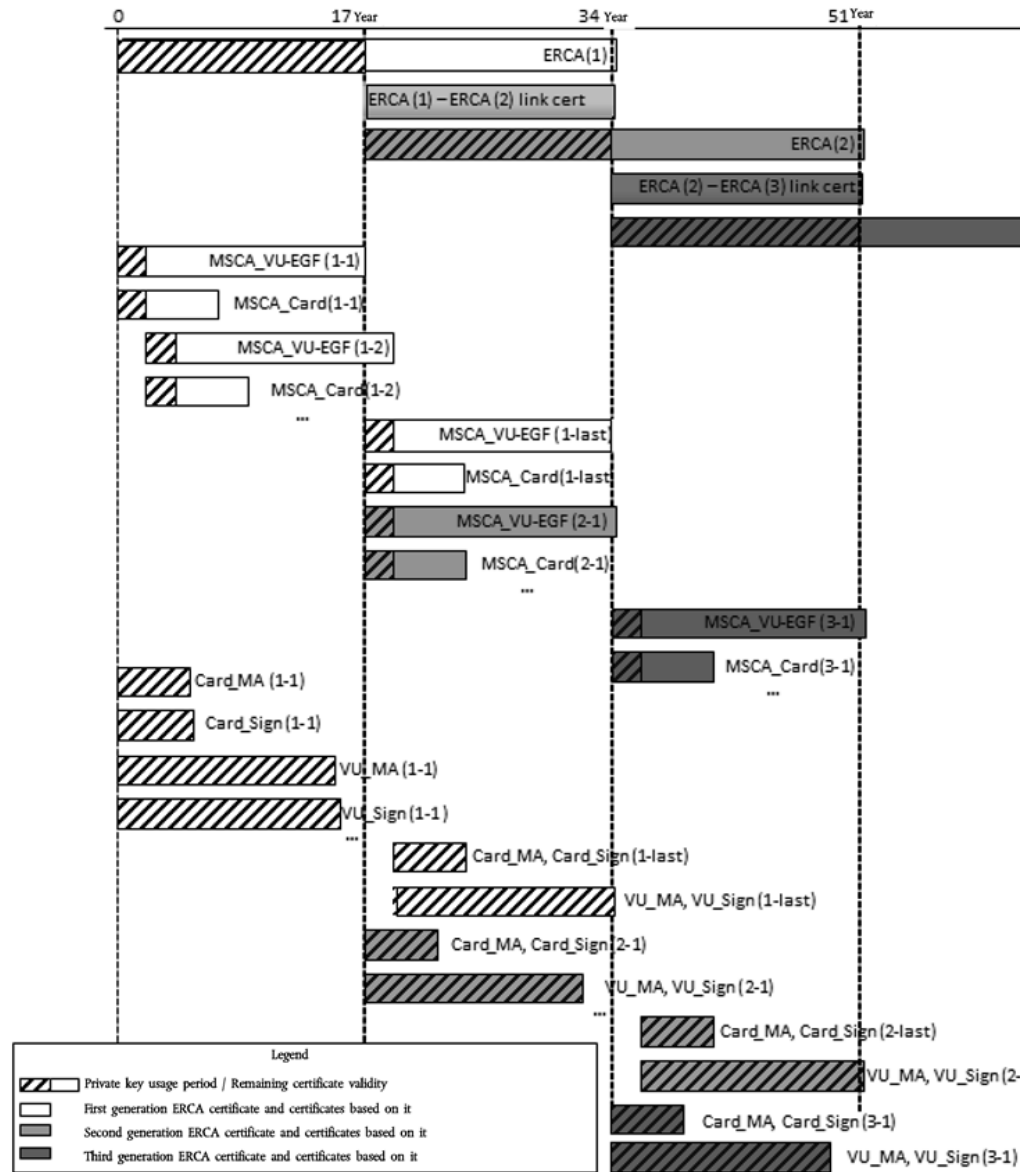 0 17 Year 34 Year 51 Year
ERCA(1)
ERCA (1) – ERCA (2) link cert
ERCA(2)
ERCA (2) – ERCA (3) link cert
MSCA_VU-EGF (1-1)
MSCA_Card(1-1)
MSCA_VU-EGF (1-2)
MSCA_Card(1-2)
...
MSCA_VU-EGF (1-last)
MSCA_Card(1-last
MSCA_VU-EGF (2-1)
MSCA_Card(2-1)
...
MSCA_VU-EGF (3-1)
MSCA_Card(3-1)
...
Card_MA (1-1)
Card_Sign (1-1)
VU_MA (1-1)
VU_Sign (1-1)
...
Card_MA, Card_Sign (1-last)
VU_MA, VU_Sign (1-last)
Card_MA, Card_Sign (2-1)
VU_MA, VU_Sign (2-1)
...
Card_MA, Card_Sign (2-last)
VU_MA, VU_Sign (2-
Card_MA, Card_Sign (3-1)
VU_MA, VU_Sign (3-1)
Legend
Private key usage period / Remaining certificate validity
First generation ERCA certificate and certificates based on it
Second generation ERCA certificate and certificates based on it
Third generation ERCA certificate and certificates based on it